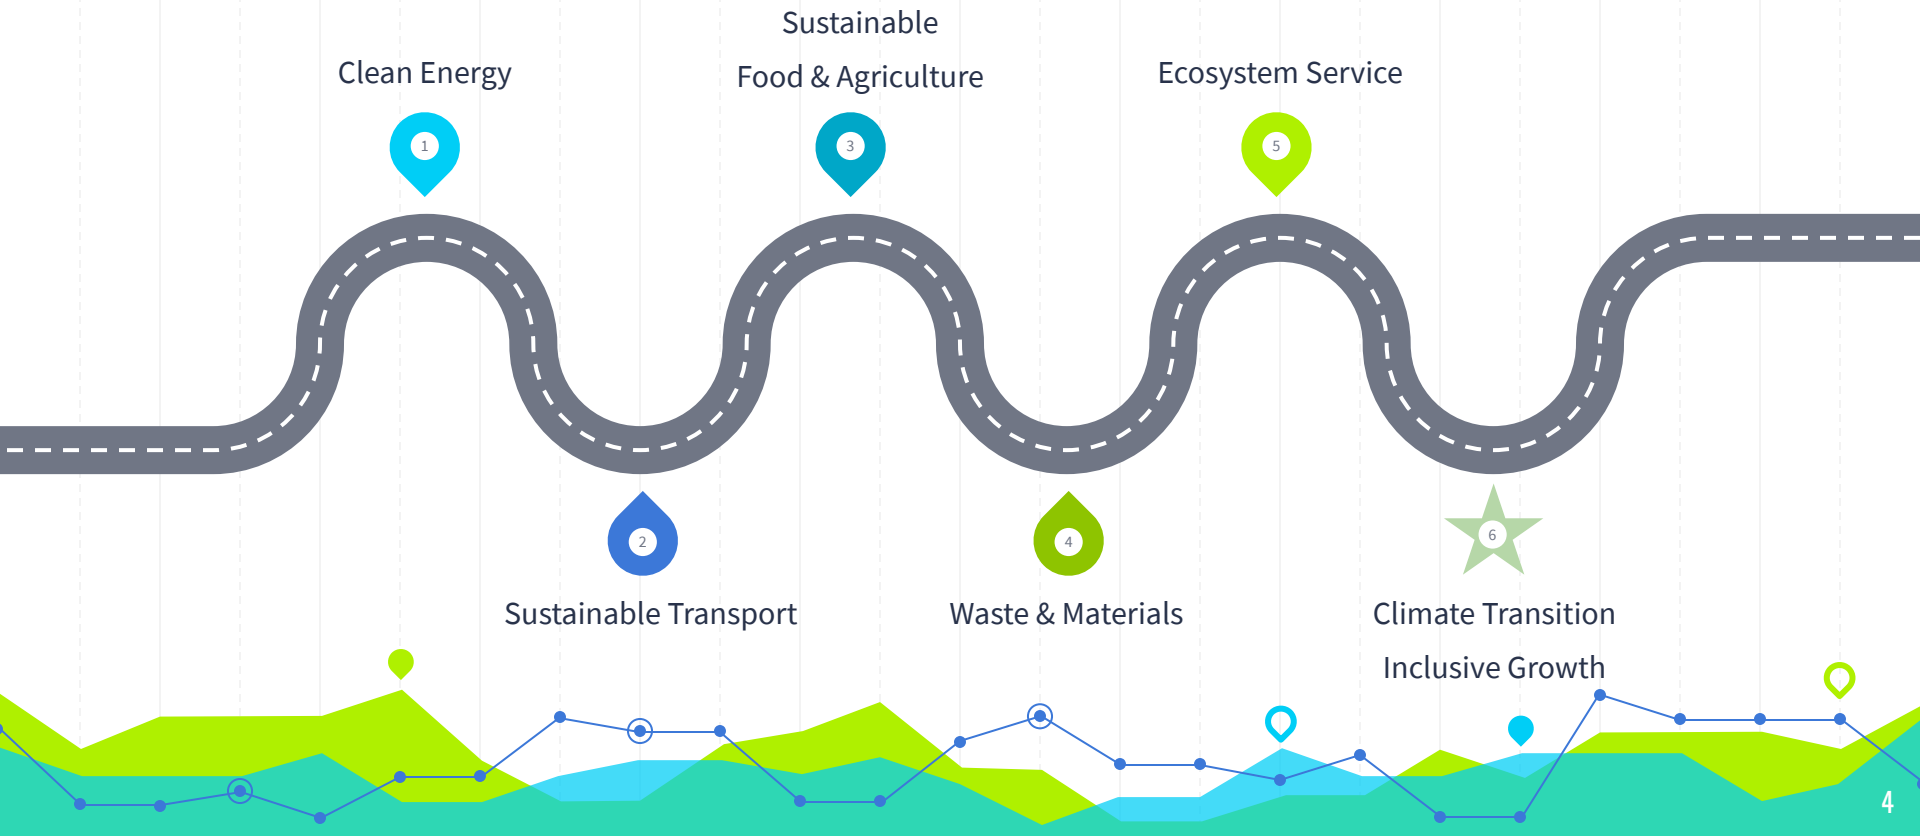 Sustainable
Food & Agriculture
Clean Energy
Ecosystem Service
1
3
5
2
4
6
Sustainable Transport
Waste & Materials
Climate Transition
Inclusive Growth
4